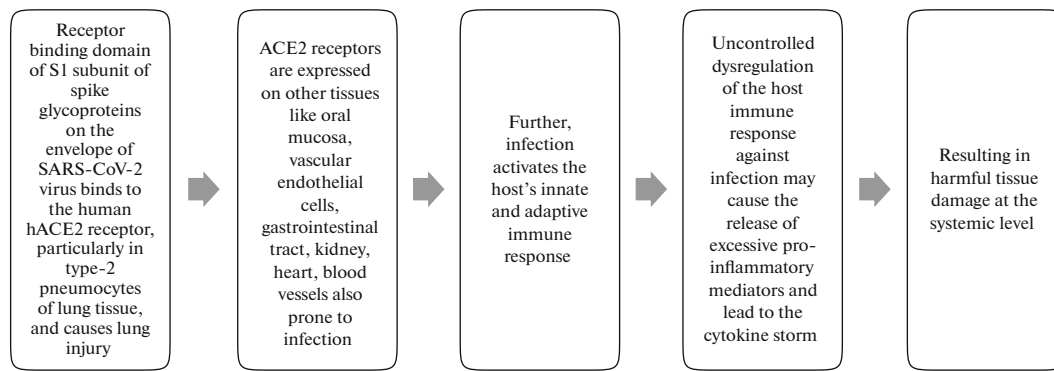 Receptor
binding domain
of S1 subunit of
spike
glycoproteins
on the
envelope of
SARS-CoV-2
virus binds to
the human
hACE2 receptor,
particularly in
type-2
pneumocytes
of lung tissue,
and causes lung
injury
ACE2 receptors
are expressed
on other tissues
like oral
mucosa,
vascular
endothelial
cells,
gastrointestinal
tract, kidney,
heart, blood
vessels also
prone to
infection
Further,
infection
activates the
host's innate
and adaptive
immune
response
Uncontrolled
dysregulation
of the host
immune
response
against
infection may
cause the
release of
excessive pro-
inflammatory
mediators and
lead to the
cytokine storm
Resulting in
harmful tissue
damage at the
systemic level